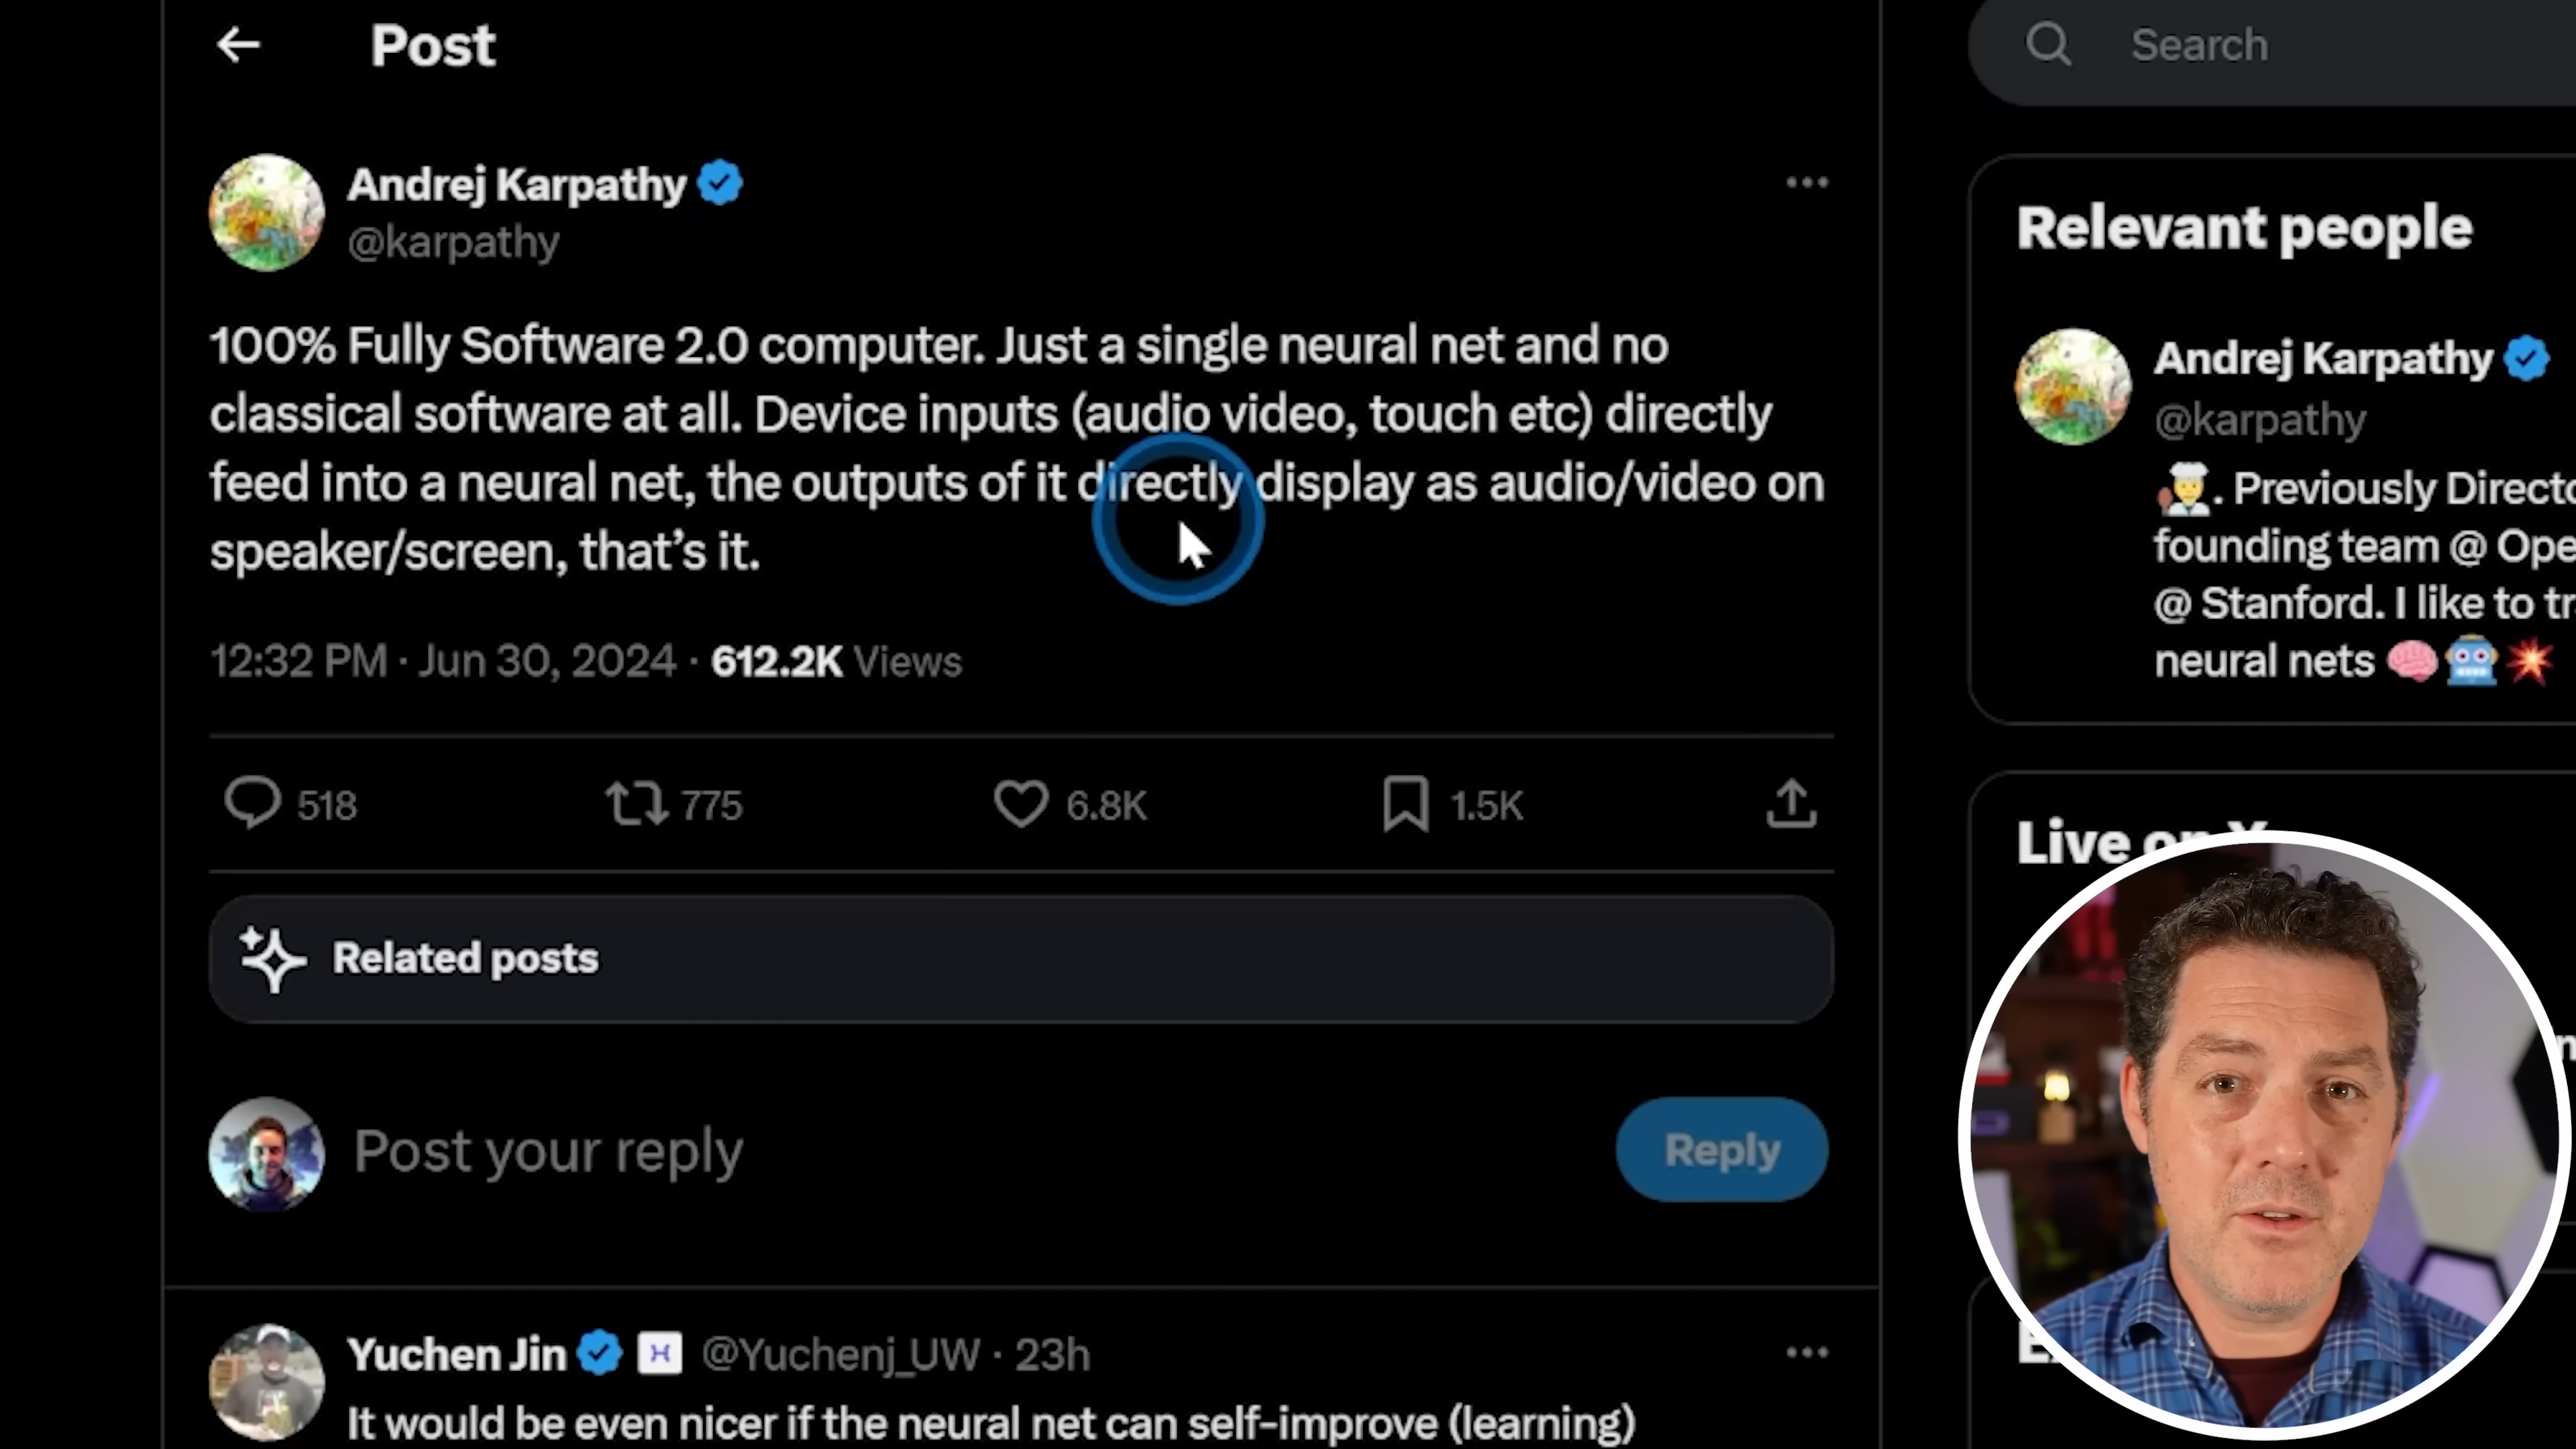 Post
Search
Andrej Karpathy
@karpathy
100% Fully Software 2.0 computer. Just a single neural net and no
classical software at all. Device inputs (audio video, touch etc) directly
feed into a neural net, the outputs of it directly display as audio/video on
speaker/screen, that's it.
12:32 PM · Jun 30, 2024 · 612.2K Views
518 775 6.8K 1.5K
Related posts
Post your reply
Reply
Yuchen Jin @Yuchenj_UW · 23h
It would be even nicer if the neural net can self-improve (learning)
Relevant people
Andrej Karpathy
@karpathy
. Previously
founding team @
@ Stanford. I like to
neural nets
Live